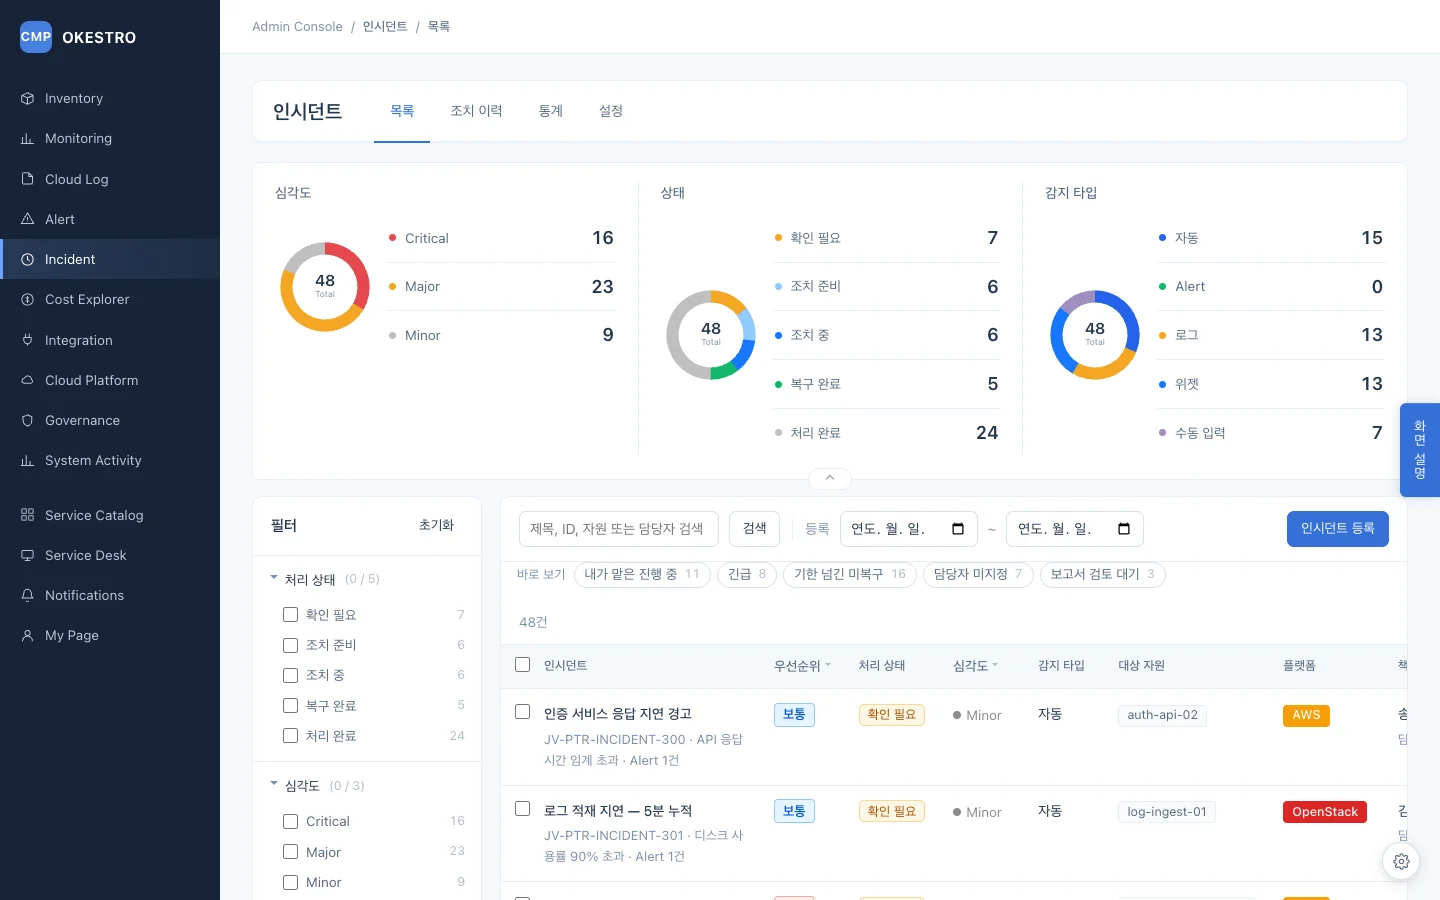 CMP OKESTRO
Inventory
Monitoring
Cloud Log
Alert
Incident
Cost Explorer
Integration
Cloud Platform
Governance
System Activity
Service Catalog
Service Desk
Notifications
My Page
Admin Console / 인시던트 / 목록
인시던트 목록 조치 이력 통계 설정
심각도
48
Total
Critical 16
Major 23
Minor 9
상태
48
Total
확인 필요 7
조치 준비 6
조치 중 6
복구 완료 5
처리 완료 24
감지 타입
48
Total
자동 15
Alert 0
로그 13
위젯 13
수동 입력 7
화면 설명
필터 초기화
처리 상태 (0 / 5)
확인 필요 7
조치 준비 6
조치 중 6
복구 완료 5
처리 완료 24
심각도 (0 / 3)
Critical 16
Major 23
Minor 9
제목, ID, 자원 또는 담당자 검색 검색 등록 연도. 월. 일. ~ 연도. 월. 일. 인시던트 등록
바로 보기 내가 맡은 진행 중 11 긴급 8 기한 넘긴 미복구 16 담당자 미지정 7 보고서 검토 대기 3
48건
인시던트 우선순위 처리 상태 심각도 감지 타입 대상 자원 플랫폼
인증 서비스 응답 지연 경고 보통 확인 필요 Minor 자동 auth-api-02 AWS 송
JV-PTR-INCIDENT-300 · API 응답
시간 임계 초과 · Alert 1건
로그 적재 지연 — 5분 누적 보통 확인 필요 Minor 자동 log-ingest-01 OpenStack
JV-PTR-INCIDENT-301 · 디스크 사
용률 90% 초과 · Alert 1건